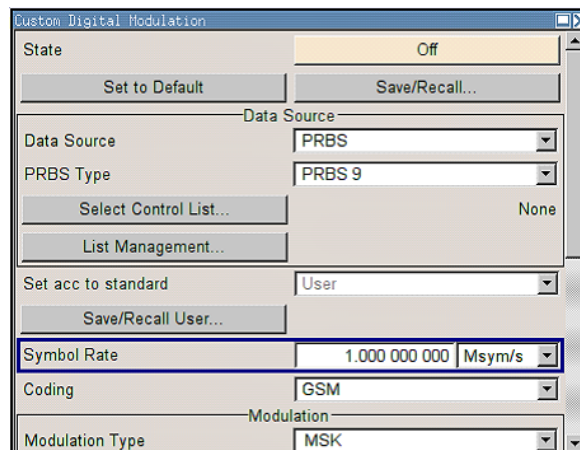 Custom Digital Modulation
State Off
Set to Default Save/Recall...
Data Source
Data Source PRBS
PRBS Type PRBS 9
Select Control List... None
List Management...
Set acc to standard User
Save/Recall User...
Symbol Rate 1.000 000 000 Msym/s
Coding GSM
Modulation
Modulation Type MSK